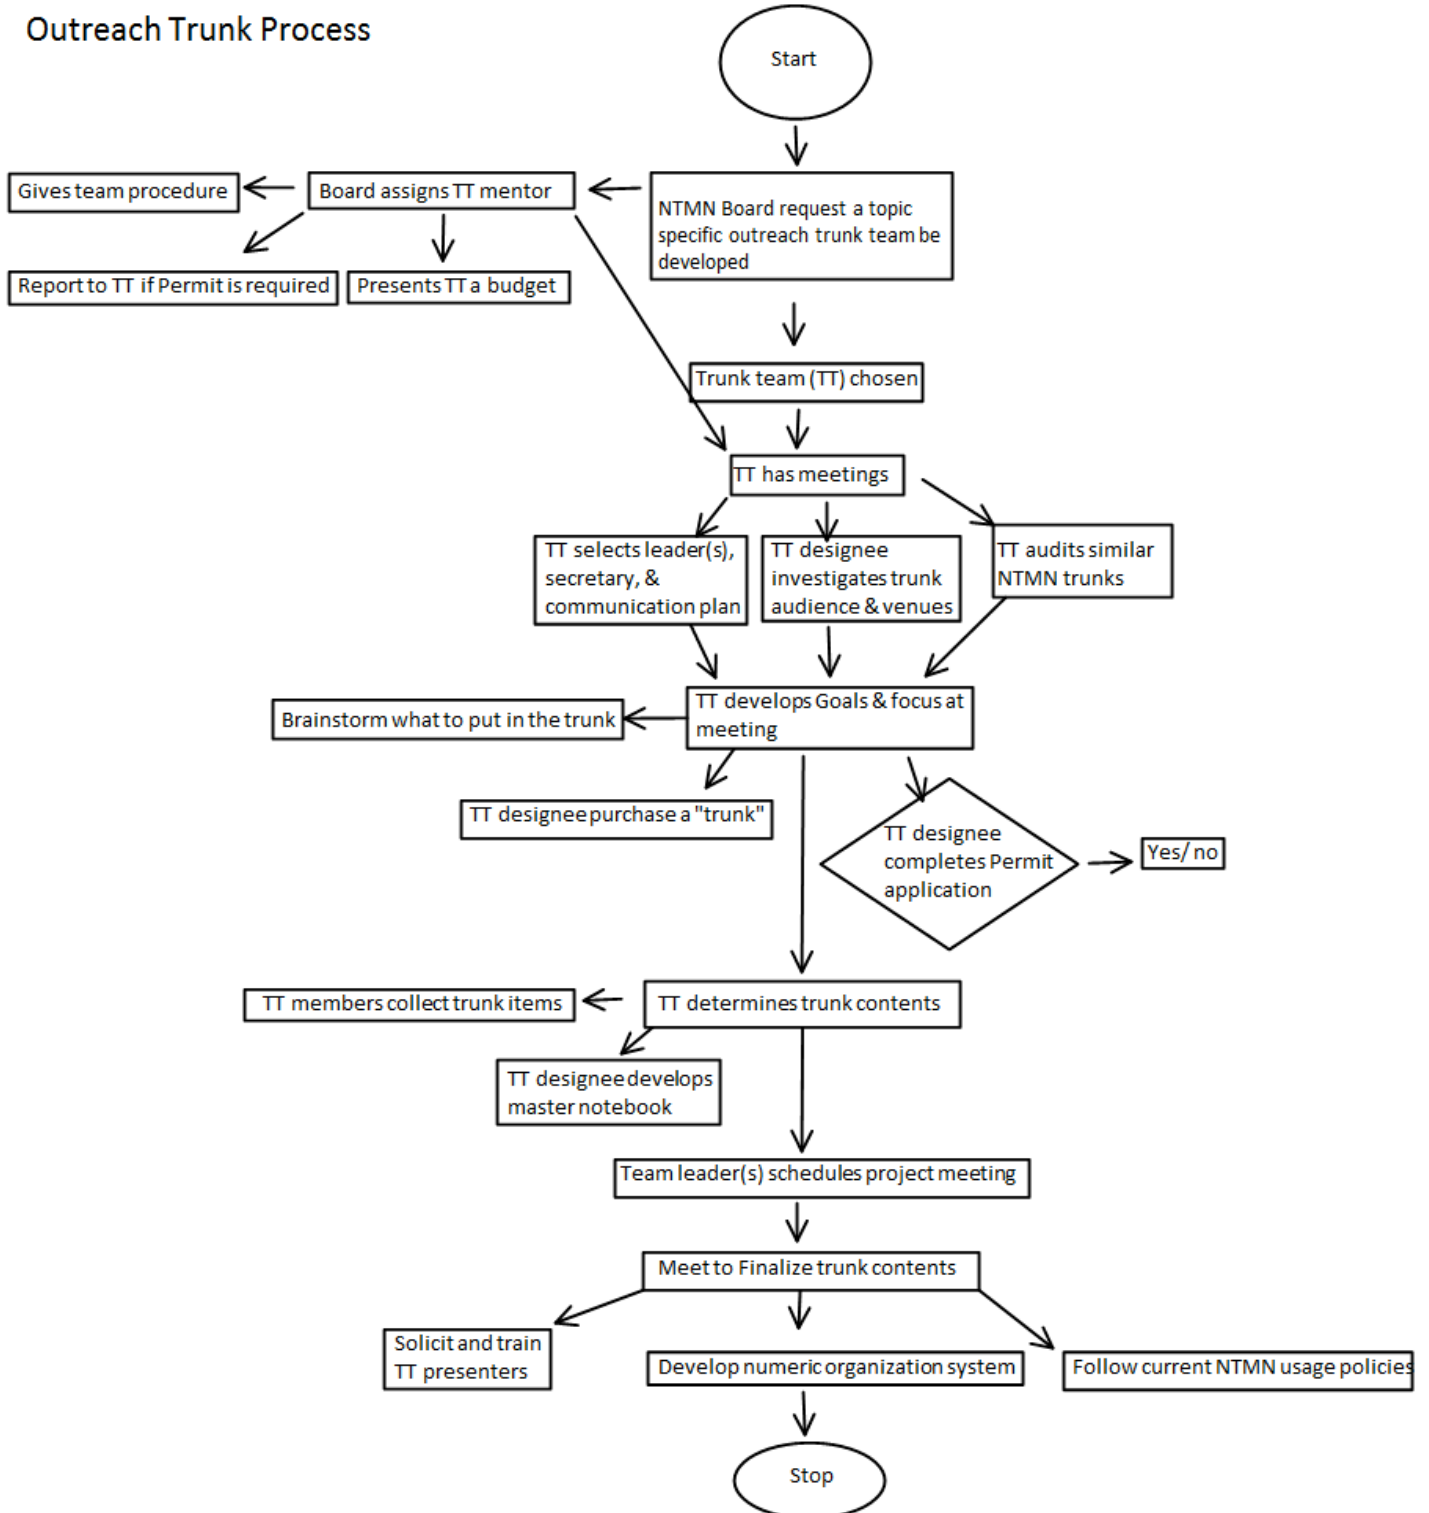 Outreach Trunk Process
Start
Gives team procedure
Board assigns TT mentor
NTMN Board request a topic
specific outreach trunk team be
developed
Report to TT if Permit is required
Presents TT a budget
Trunk team (TT) chosen
TT has meetings
TT selects leader(s),
secretary, &
communication plan
TT designee
investigates trunk
audience & venues
TT audits similar
NTMN trunks
TT develops Goals & focus at
meeting
Brainstorm what to put in the trunk
TT designee purchase a "trunk"
TT designee
completes Permit
application
Yes/ no
TT members collect trunk items
TT determines trunk contents
TT designee develops
master notebook
Team leader(s) schedules project meeting
Meet to Finalize trunk contents
Solicit and train
TT presenters
Develop numeric organization system
Follow current NTMN usage policies
Stop